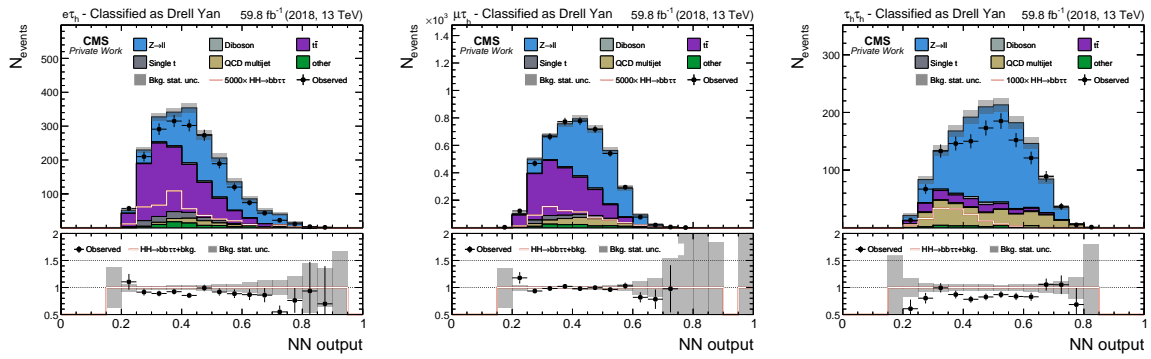 eτₕ - Classified as Drell Yan 59.8 fb⁻¹ (2018, 13 TeV)
N_events
CMS
Private Work
Z→ll Diboson tt̄
Single t QCD multijet other
Bkg. stat. unc. 5000× HH→bbττ Observed
500
400
300
200
100
2
1.5
1
0.5
Observed HH→bbττ+bkg. Bkg. stat. unc.
0 0.2 0.4 0.6 0.8 1
NN output
μτₕ - Classified as Drell Yan 59.8 fb⁻¹ (2018, 13 TeV)
×10³
N_events
CMS
Private Work
Z→ll Diboson tt̄
Single t QCD multijet other
Bkg. stat. unc. 5000× HH→bbττ Observed
1.4
1.2
1
0.8
0.6
0.4
0.2
2
1.5
1
0.5
Observed HH→bbττ+bkg. Bkg. stat. unc.
0 0.2 0.4 0.6 0.8 1
NN output
τₕτₕ - Classified as Drell Yan 59.8 fb⁻¹ (2018, 13 TeV)
N_events
CMS
Private Work
Z→ll Diboson tt̄
Single t QCD multijet other
Bkg. stat. unc. 1000× HH→bbττ Observed
300
200
100
2
1.5
1
0.5
Observed HH→bbττ+bkg. Bkg. stat. unc.
0 0.2 0.4 0.6 0.8 1
NN output